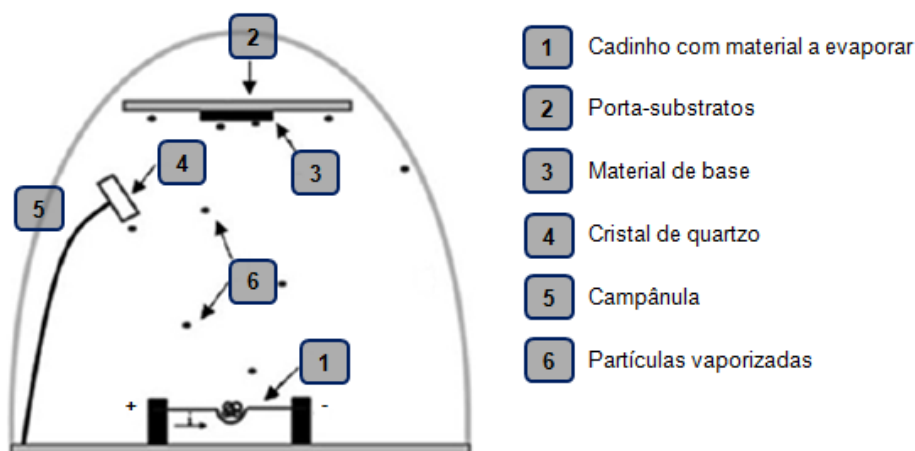 2
4
3
5
6
1
+
-
1 Cadinho com material a evaporar
2 Porta-substratos
3 Material de base
4 Cristal de quartzo
5 Campânula
6 Partículas vaporizadas